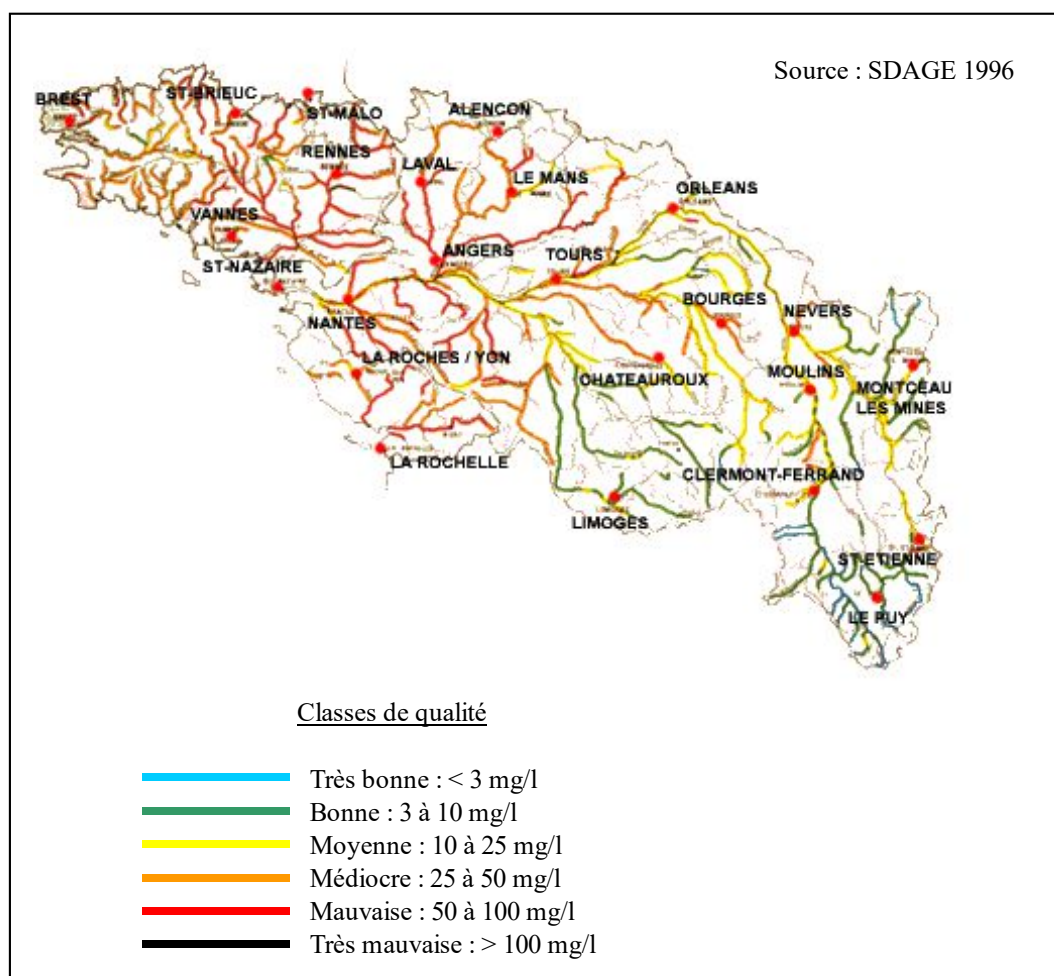 Source : SDAGE 1996
BREST
ST-BRIEUC
ST-MALO
ALENCON
RENNES
LAVAL
LE MANS
ORLEANS
VANNES
ANGERS
TOURS
ST-NAZAIRE
BOURGES
NEVERS
NANTES
LA ROCHES / YON
CHATEAUROUX
MOULINS
MONTCEAU
LES MINES
LA ROCHELLE
CLERMONT-FERRAND
LIMOGES
ST-ETIENNE
LE PUY
Classes de qualité
Très bonne : < 3 mg/l
Bonne : 3 à 10 mg/l
Moyenne : 10 à 25 mg/l
Médiocre : 25 à 50 mg/l
Mauvaise : 50 à 100 mg/l
Très mauvaise : > 100 mg/l